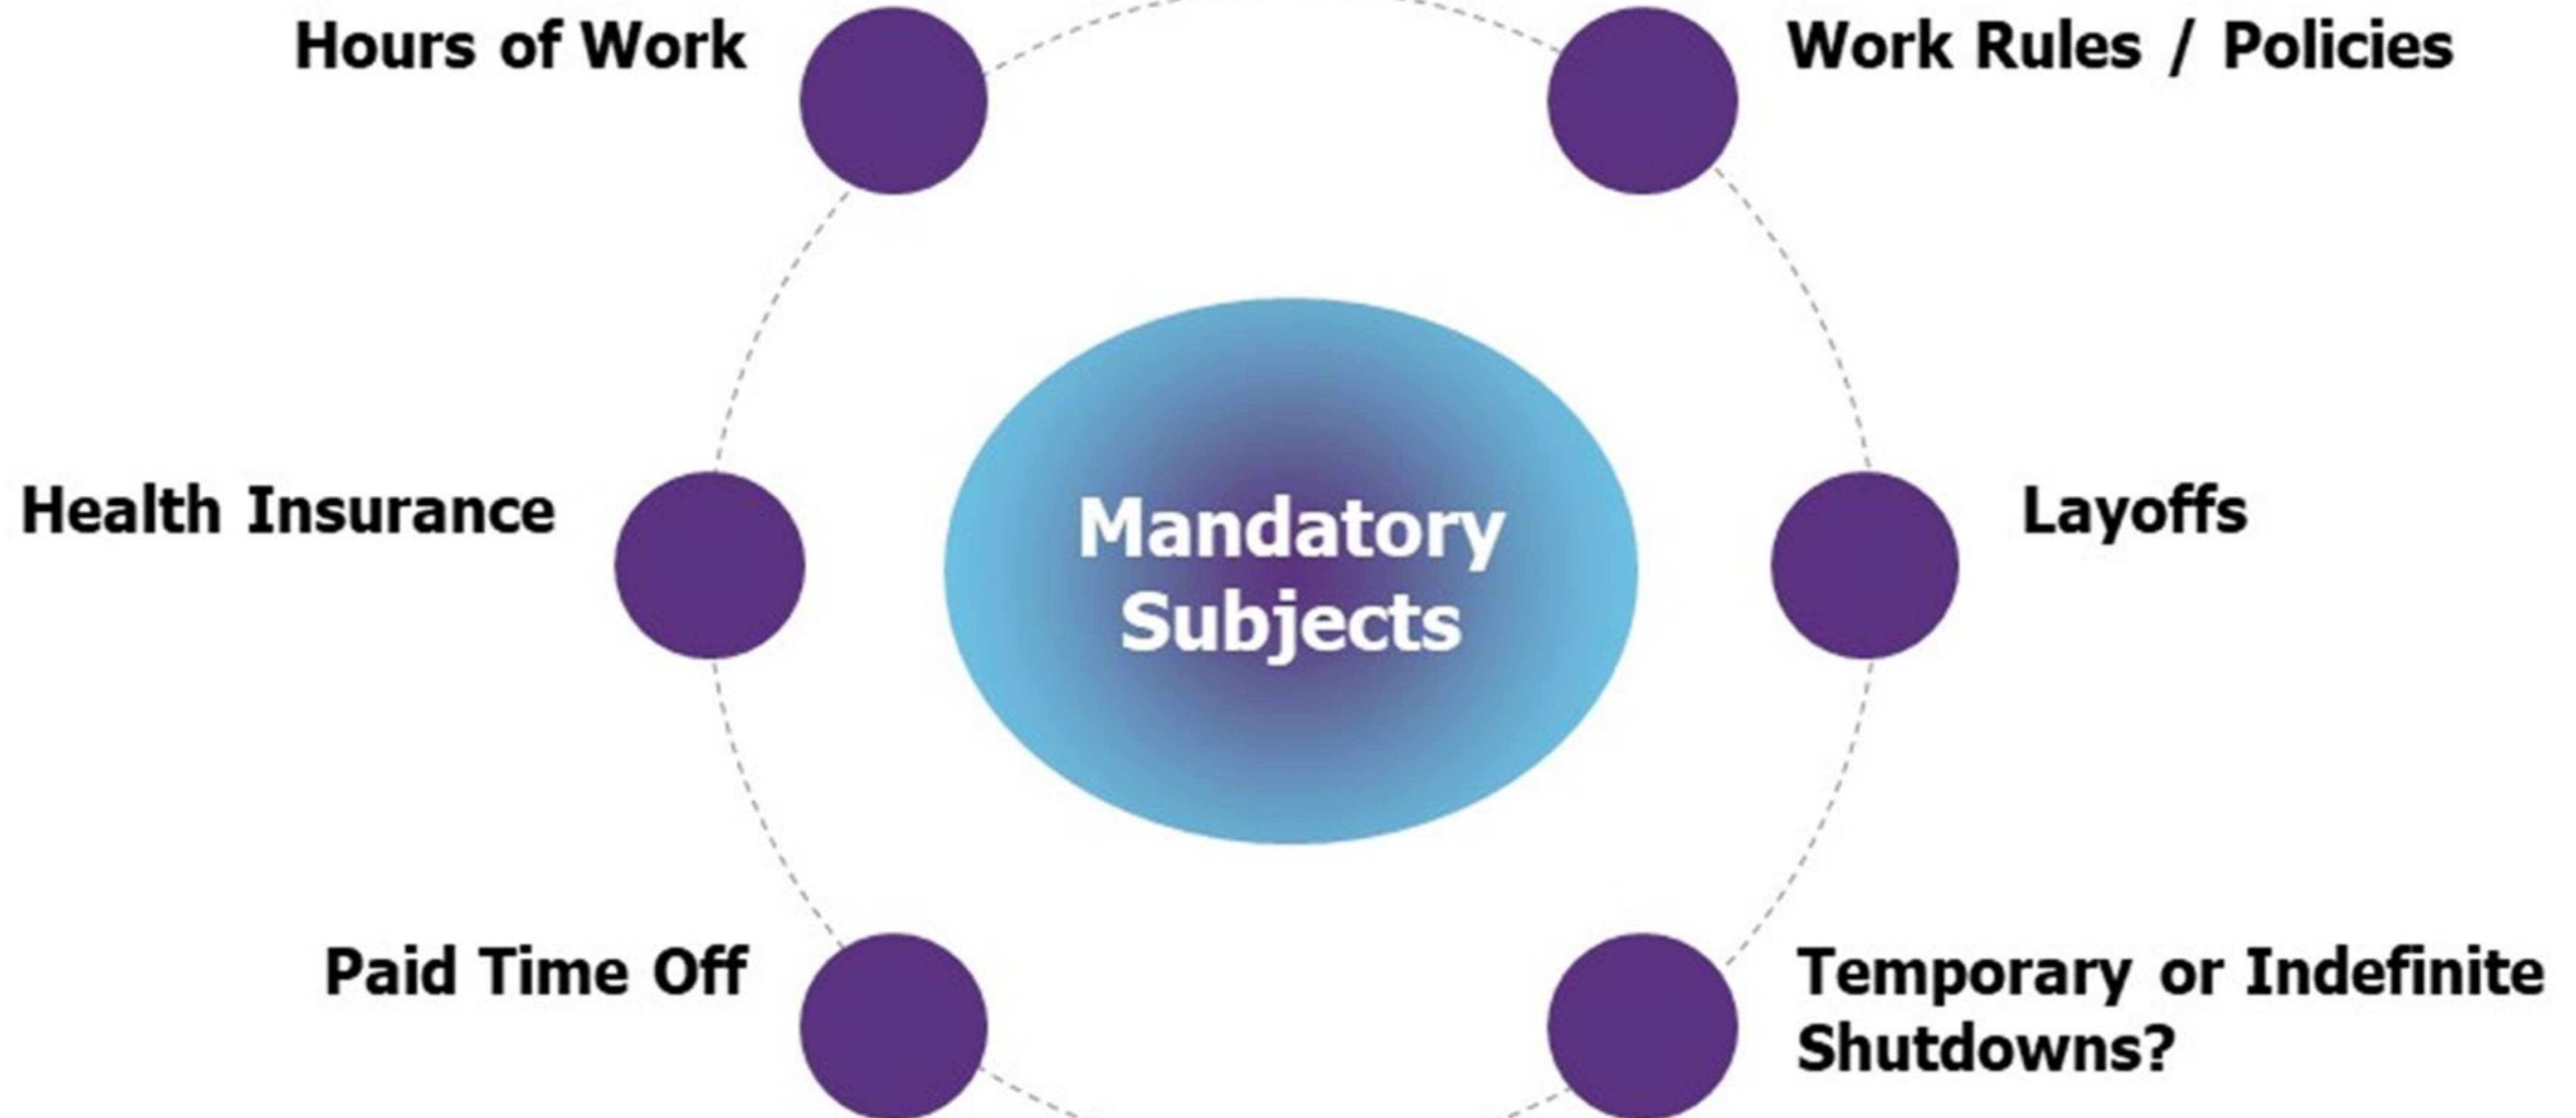 Hours of Work
Work Rules / Policies
Health Insurance
Mandatory
Subjects
Layoffs
Paid Time Off
Temporary or Indefinite
Shutdowns?